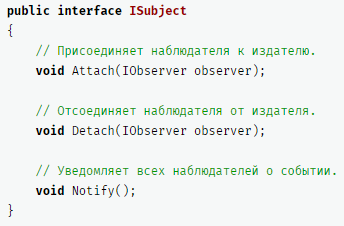 public interface ISubject
{
// Присоединяет наблюдателя к издателю.
void Attach(IObserver observer);
// Отсоединяет наблюдателя от издателя.
void Detach(IObserver observer);
// Уведомляет всех наблюдателей о событии.
void Notify();
}